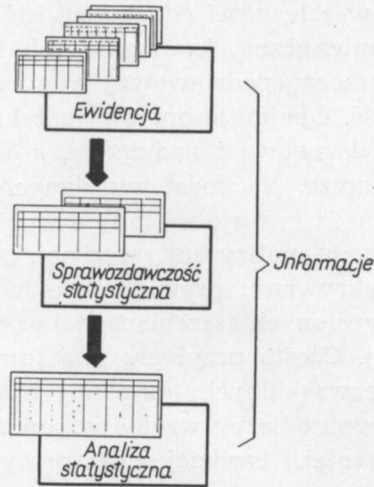 Ewidencja
Sprawozdawczość
statystyczna
Informacje
Analiza
statystyczna